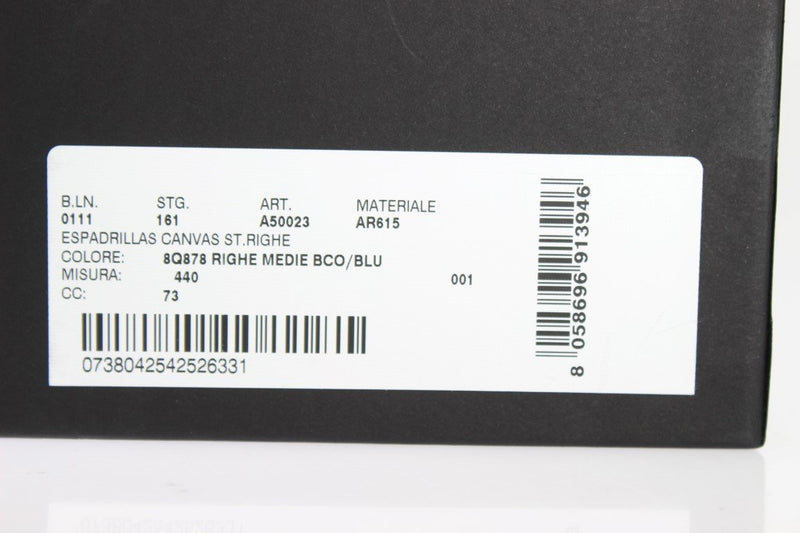 B.LN. STG. ART. MATERIALE
0111 161 A50023 AR615
ESPADRILLAS CANVAS ST.RIGHE
COLORE: 8Q878 RIGHE MEDIE BCO/BLU
MISURA: 440 001
CC: 73
0738042542526331
8 058696 913946